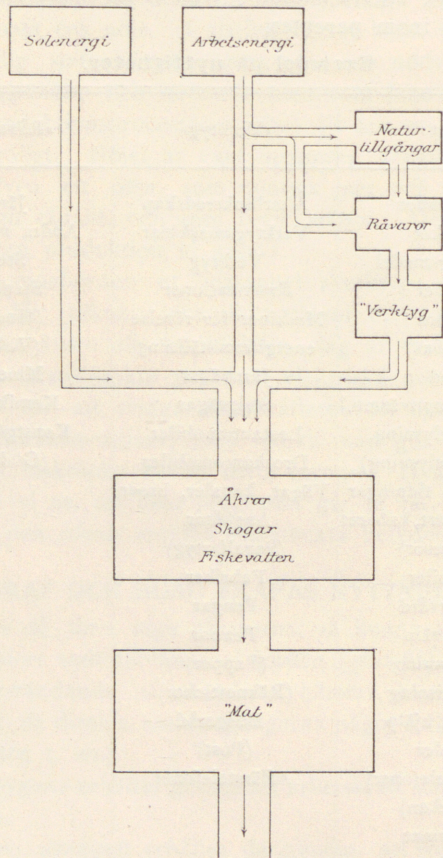 Solenergi
Arbetsenergi
Natur-
tillgångar
Råvaror
"Verktyg"
Åkrar
Skogar
Fiskevatten
"Mat"